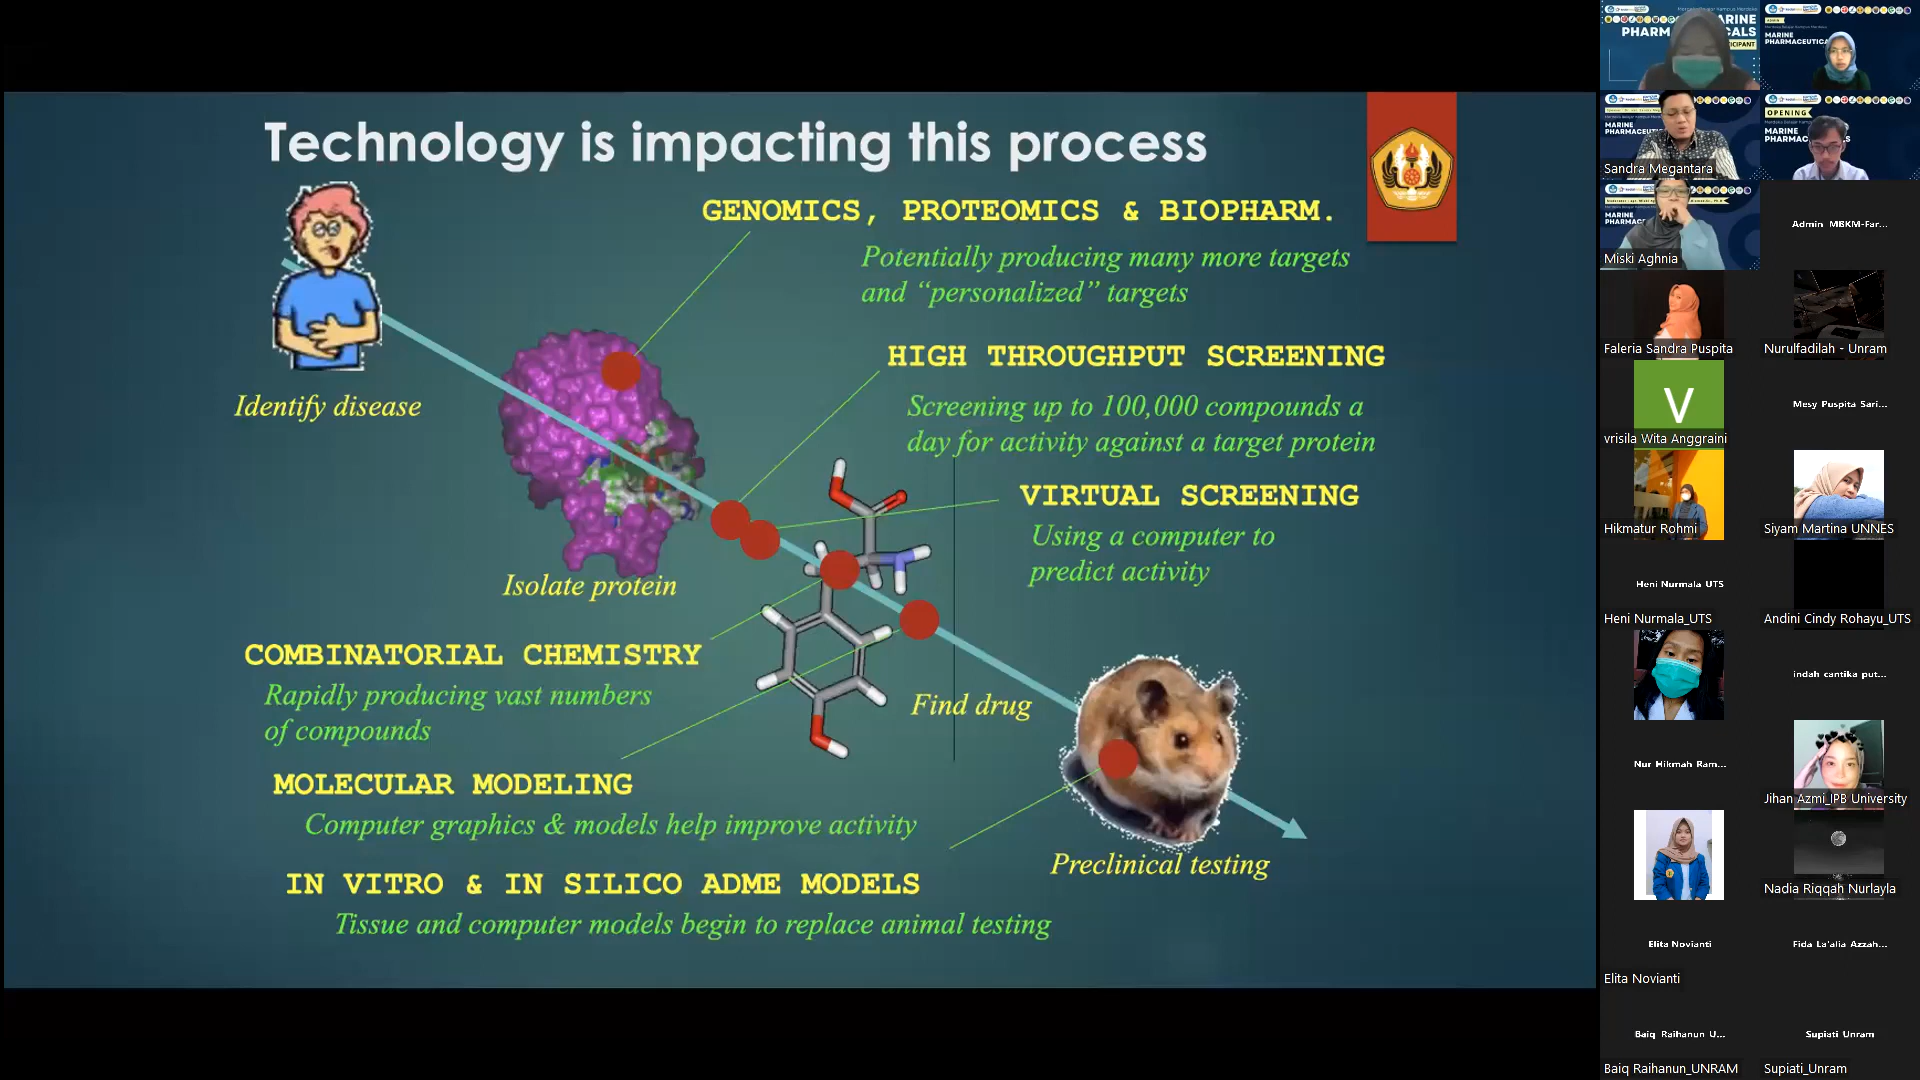 Technology is impacting this process
GENOMICS, PROTEOMICS & BIOPHARM.
Potentially producing many more targets
and “personalized” targets
Identify disease
HIGH THROUGHPUT SCREENING
Screening up to 100,000 compounds a
day for activity against a target protein
VIRTUAL SCREENING
Using a computer to
predict activity
Isolate protein
COMBINATORIAL CHEMISTRY
Rapidly producing vast numbers
of compounds
Find drug
MOLECULAR MODELING
Computer graphics & models help improve activity
Preclinical testing
IN VITRO & IN SILICO ADME MODELS
Tissue and computer models begin to replace animal testing
MARINE
PHARMACEUTICA
OPENING
MARINE
Sandra Megantara
Miski Aghnia
Admin MBKM-Far...
Faleria Sandra Puspita
Nurulfadilah - Unram
V
vrisila Wita Anggraini
Mesy Puspita Sari...
Hikmatur Rohmi
Siyam Martina UNNES
Heni Nurmala UTS
Heni Nurmala_UTS
Andini Cindy Rohayu_UTS
indah cantika put...
Nur Hikmah Ram...
Jihan Azmi_IPB University
Nadia Riqqah Nurlayla
Elita Novianti
Elita Novianti
Fida La'alia Azzah...
Baiq Raihanun U...
Baiq Raihanun_UNRAM
Supiati Unram
Supiati_Unram